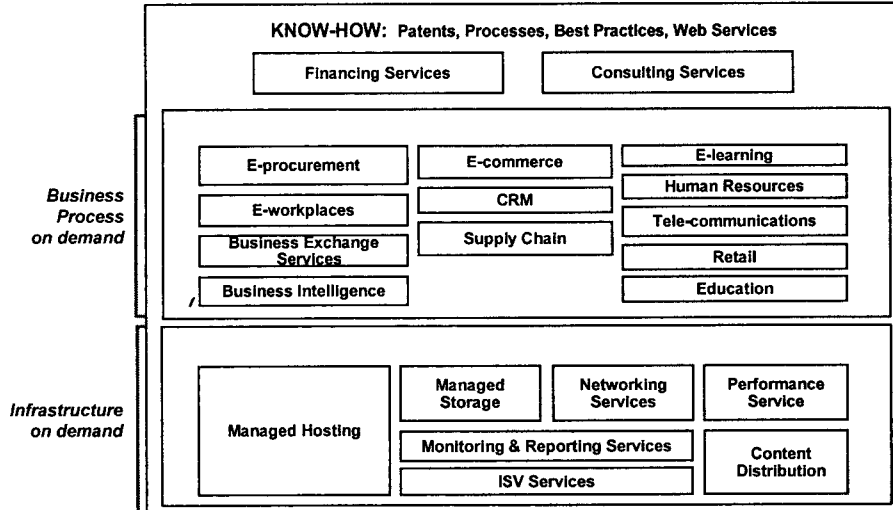 KNOW-HOW: Patents, Processes, Best Practices, Web Services
Financing Services
Consulting Services
Business
Process
on demand
E-procurement
E-workplaces
Business Exchange
Services
Business Intelligence
E-commerce
CRM
Supply Chain
E-learning
Human Resources
Tele-communications
Retail
Education
Infrastructure
on demand
Managed Hosting
Managed
Storage
Networking
Services
Performance
Service
Monitoring & Reporting Services
ISV Services
Content
Distribution